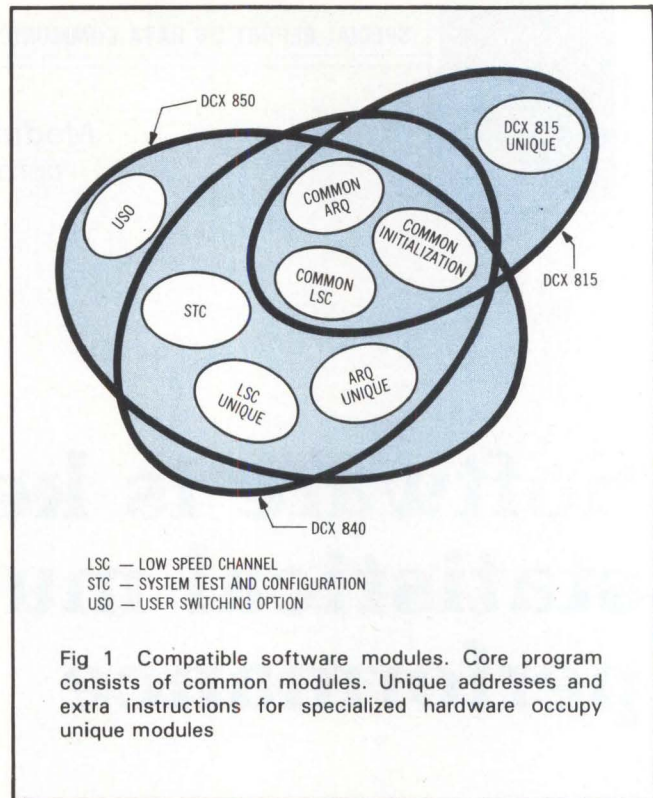 DCX 850
DCX 815
UNIQUE
USO
COMMON
ARQ
COMMON
INITIALIZATION
COMMON
LSC
DCX 815
STC
LSC
UNIQUE
ARQ
UNIQUE
DCX 840
LSC — LOW SPEED CHANNEL
STC — SYSTEM TEST AND CONFIGURATION
USO — USER SWITCHING OPTION
Fig 1 Compatible software modules. Core program
consists of common modules. Unique addresses and
extra instructions for specialized hardware occupy
unique modules